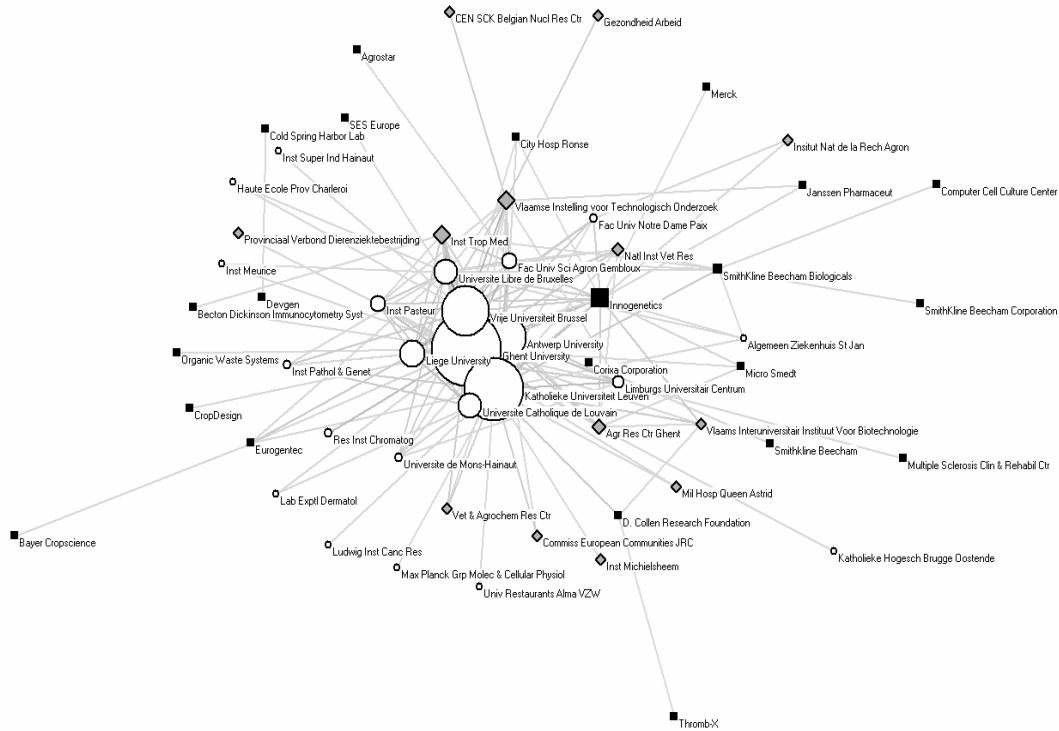 CEN SCK Belgian Nucl Res Ctr
Gezondheid Arbeid
Agrostar
Merck
SES Europe
Cold Spring Harbor Lab
City Hosp Ronse
Insitut Nat de la Rech Agron
Inst Super Ind Hainaut
Haute Ecole Prov Charleroi
Janssen Pharmaceut
Computer Cell Culture Center
Vlaamse Instelling voor Technologisch Onderzoek
Fac Univ Notre Dame Paix
Provinciaal Verbond Dierenziektebestrijding
Inst Trop Med
Natl Inst Vet Res
Fac Univ Sci Agron Gembloux
Inst Meurice
Universite Libre de Bruxelles
SmithKline Beecham Biologicals
Devgen
Inst Pasteur
Innogenetics
SmithKline Beecham Corporation
Becton Dickinson Immunocytometry Syst
Vrije Universiteit Brussel
Antwerp University
Algemeen Ziekenhuis St Jan
Organic Waste Systems
Liege University
Ghent University
Corixa Corporation
Inst Pathol & Genet
Micro Smedt
Limburgs Universitair Centrum
Katholieke Universiteit Leuven
CropDesign
Universite Catholique de Louvain
Res Inst Chromatog
Agr Res Ctr Ghent
Vlaams Interuniversitair Instituut Voor Biotechnologie
Eurogentec
Smithkline Beecham
Universite de Mons-Hainaut
Multiple Sclerosis Clin & Rehabil Ctr
Lab Exptl Dermatol
Mil Hosp Queen Astrid
Vet & Agrochem Res Ctr
D. Collen Research Foundation
Bayer Cropscience
Commiss European Communities JRC
Ludwig Inst Canc Res
Katholieke Hogesch Brugge Oostende
Inst Michielsheem
Max Planck Grp Molec & Cellular Physiol
Univ Restaurants Alma VZW
Thromb-X